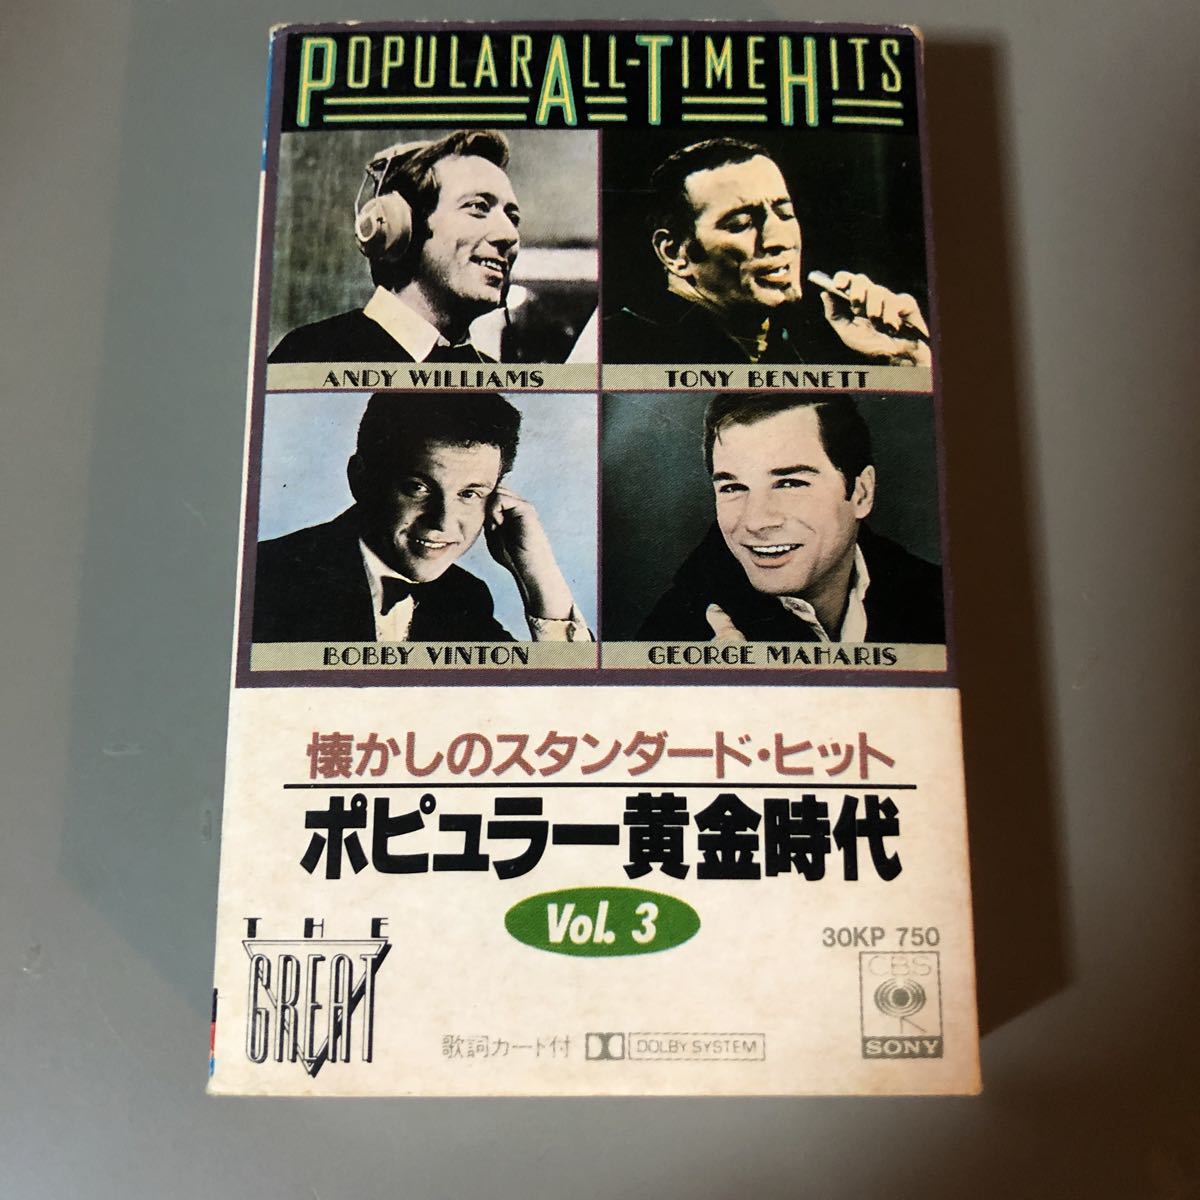 POPULAR ALL-TIME HITS
ANDY WILLIAMS
TONY BENNETT
BOBBY VINTON
GEORGE MAHARIS
懐かしのスタンダード・ヒット
ポピュラー黄金時代
Vol. 3
THE
GREAT
30KP 750
CBS
SONY
歌詞カード付
DOLBY SYSTEM